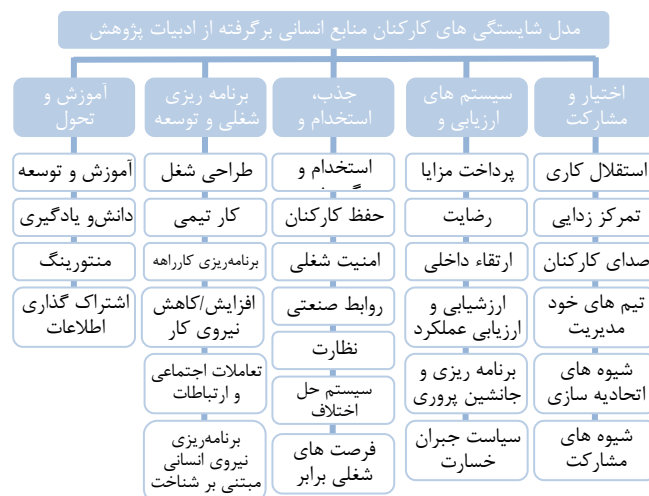 مدل شایستگی های کارکنان منابع انسانی برگرفته از ادبیات پژوهش
اختیار و
مشارکت
استقلال کاری
تمرکز زدایی
صدای کارکنان
تیم های خود
مدیریت
شیوه های
اتحادیه سازی
شیوه های
مشارکت
سیستم های
ارزیابی و
پرداخت مزایا
رضایت
ارتقاء داخلی
ارزشیابی و
ارزیابی عملکرد
برنامه ریزی و
جانشین پروری
سیاست جبران
خسارت
جذب،
استخدام و
استخدام و
حفظ کارکنان
امنیت شغلی
روابط صنعتی
نظارت
سیستم حل
اختلاف
فرصت های
شغلی برابر
برنامه ریزی
شغلی و توسعه
طراحی شغل
کار تیمی
برنامه‌ریزی کارراهه
افزایش/کاهش
نیروی کار
تعاملات اجتماعی
و ارتباطات
برنامه‌ریزی
نیروی انسانی
مبتنی بر شناخت
آموزش و
تحول
آموزش و توسعه
دانش‌و یادگیری
منتورینگ
اشتراک گذاری
اطلاعات